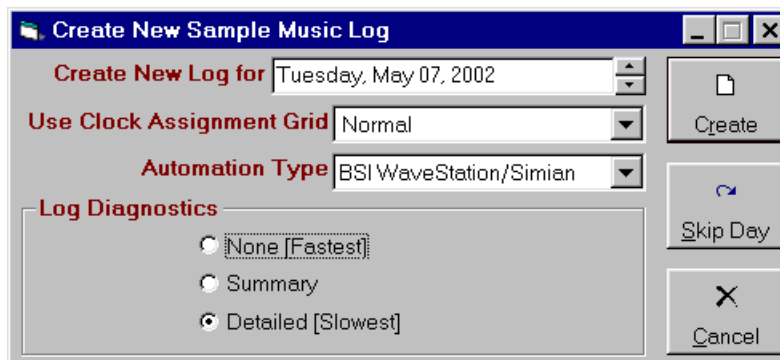 Create New Sample Music Log
Create New Log for Tuesday, May 07, 2002
Use Clock Assignment Grid Normal
Automation Type BSI WaveStation/Simian
Log Diagnostics
None [Fastest]
Summary
Detailed [Slowest]
Create
Skip Day
Cancel